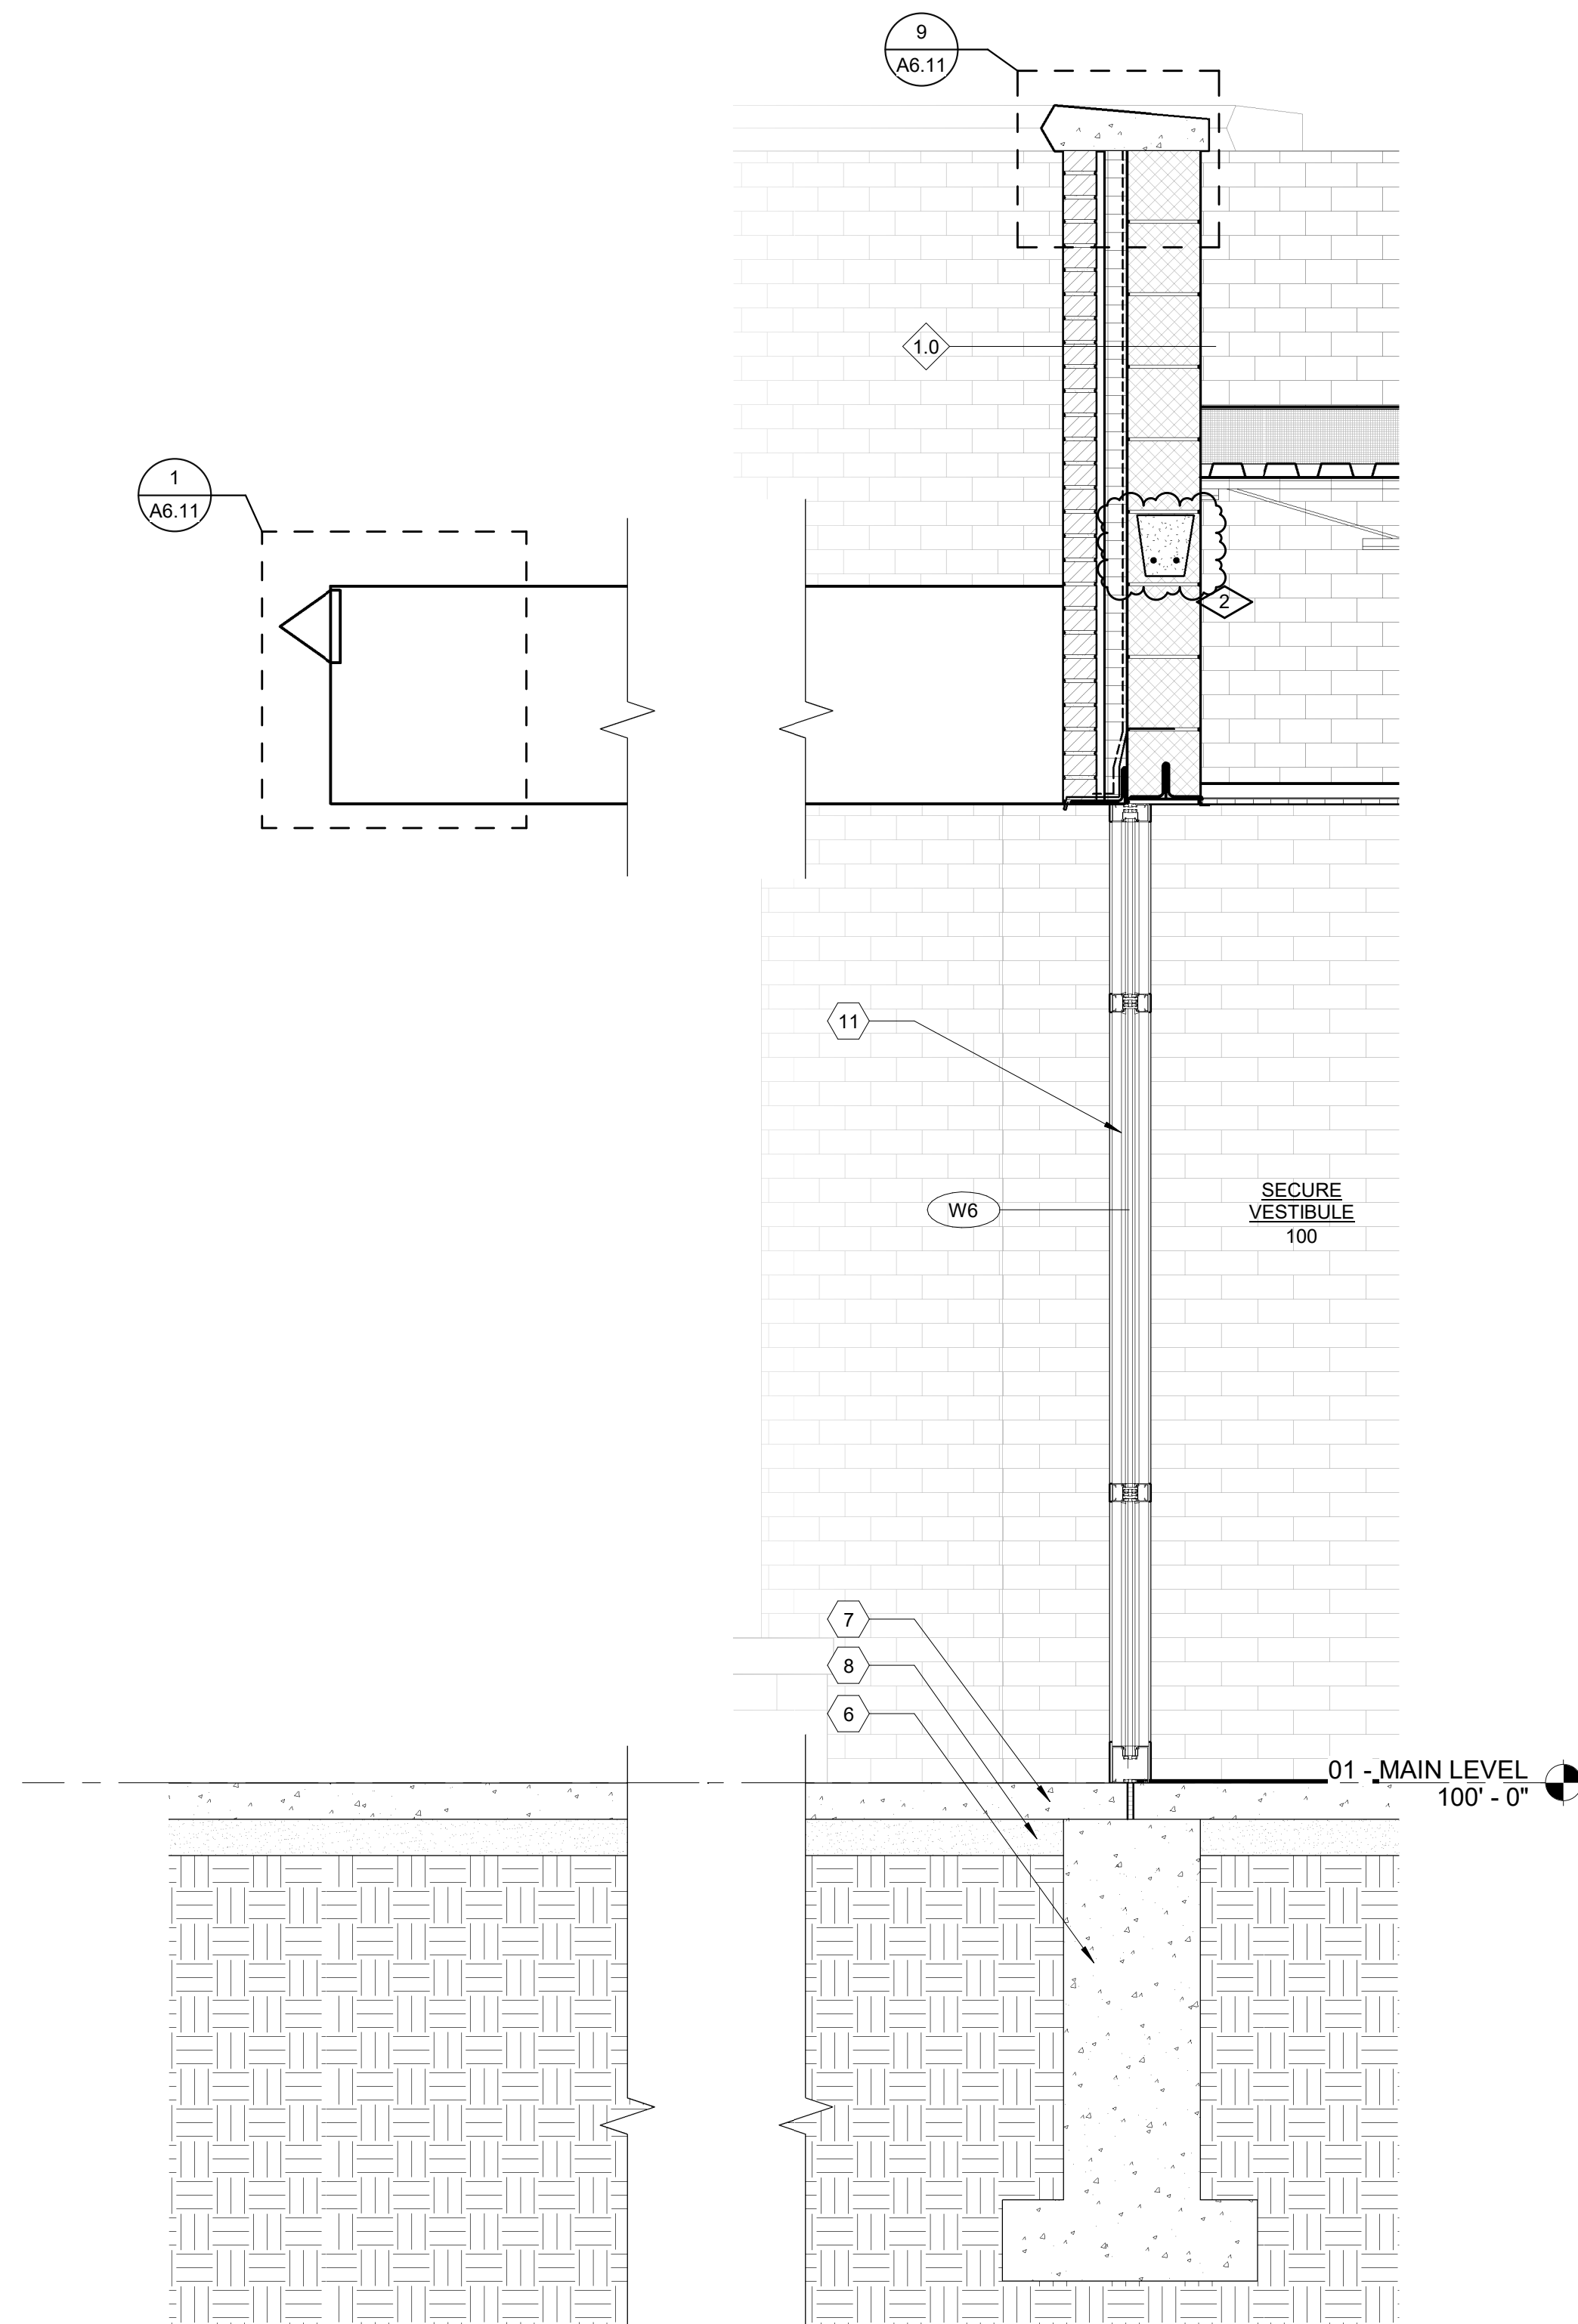 9
A6.11
1.0
1
A6.11
2
11
SECURE
VESTIBULE
100
W6
7
8
6
01 - MAIN LEVEL
100' - 0"